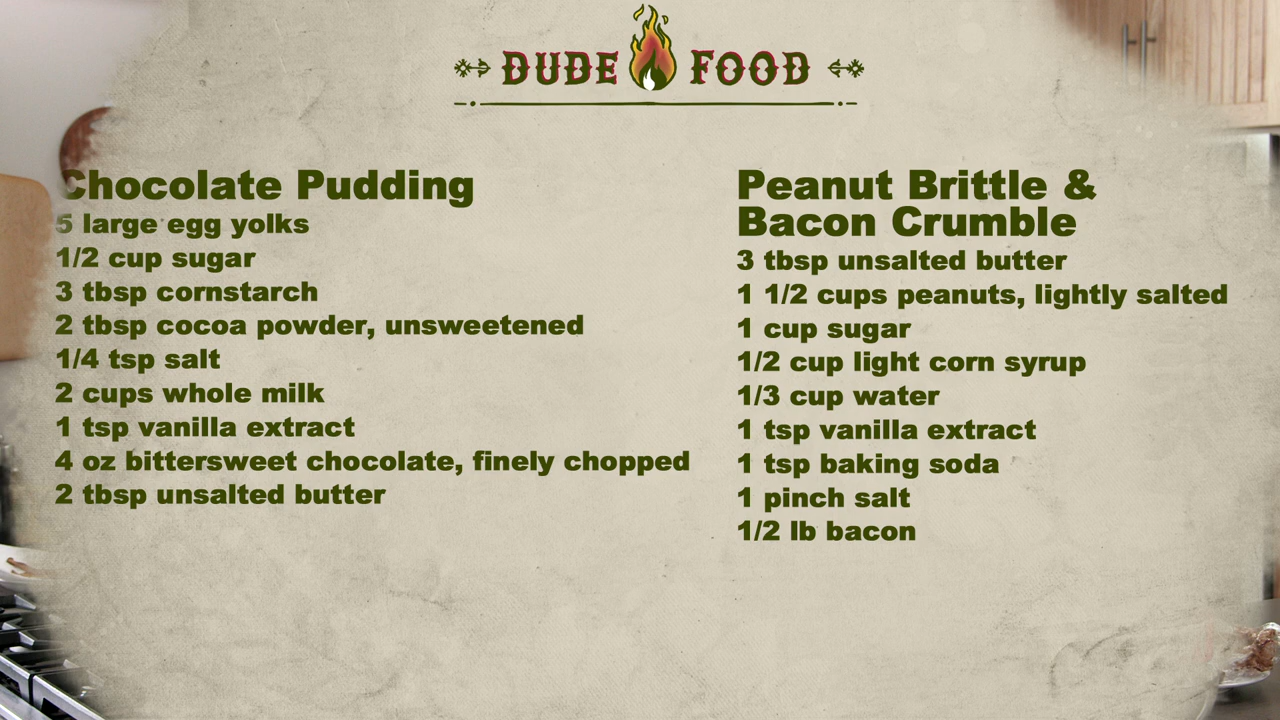 DUDE FOOD
Chocolate Pudding
5 large egg yolks
1/2 cup sugar
3 tbsp cornstarch
2 tbsp cocoa powder, unsweetened
1/4 tsp salt
2 cups whole milk
1 tsp vanilla extract
4 oz bittersweet chocolate, finely chopped
2 tbsp unsalted butter
Peanut Brittle &
Bacon Crumble
3 tbsp unsalted butter
1 1/2 cups peanuts, lightly salted
1 cup sugar
1/2 cup light corn syrup
1/3 cup water
1 tsp vanilla extract
1 tsp baking soda
1 pinch salt
1/2 lb bacon